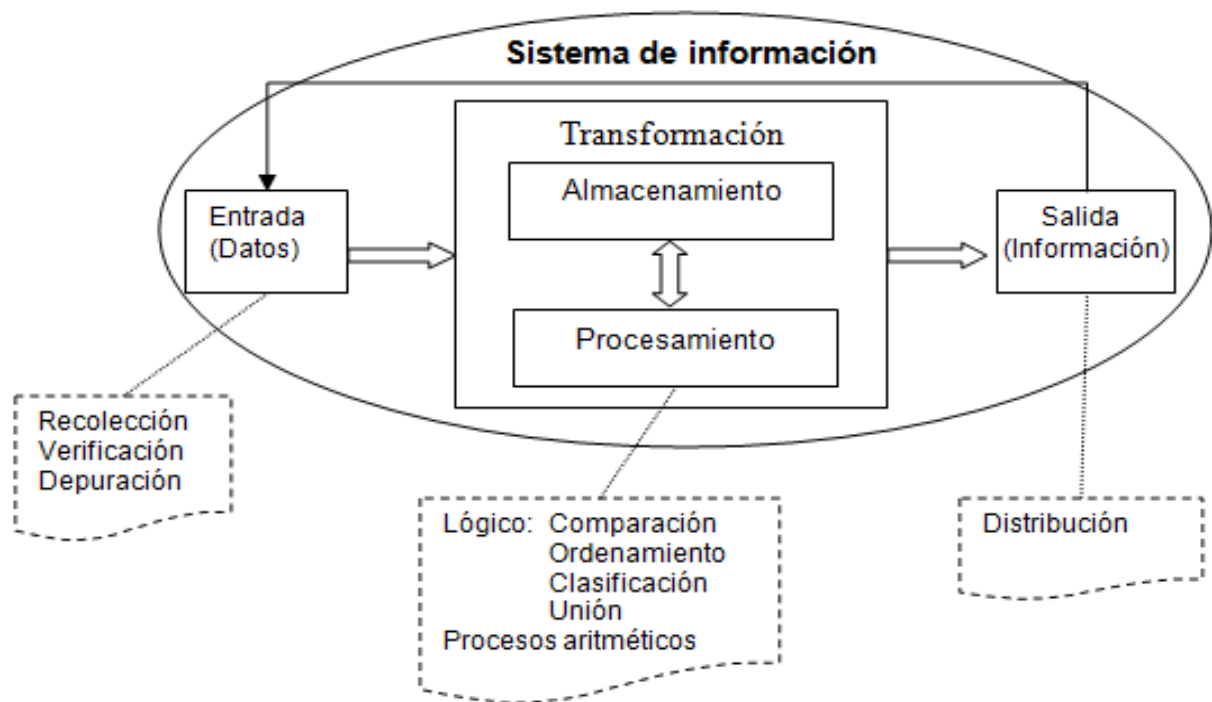 Sistema de información
Transformación
Almacenamiento
Entrada
(Datos)
Salida
(Información)
Procesamiento
Recolección
Verificación
Depuración
Lógico: Comparación
Ordenamiento
Clasificación
Unión
Procesos aritméticos
Distribución